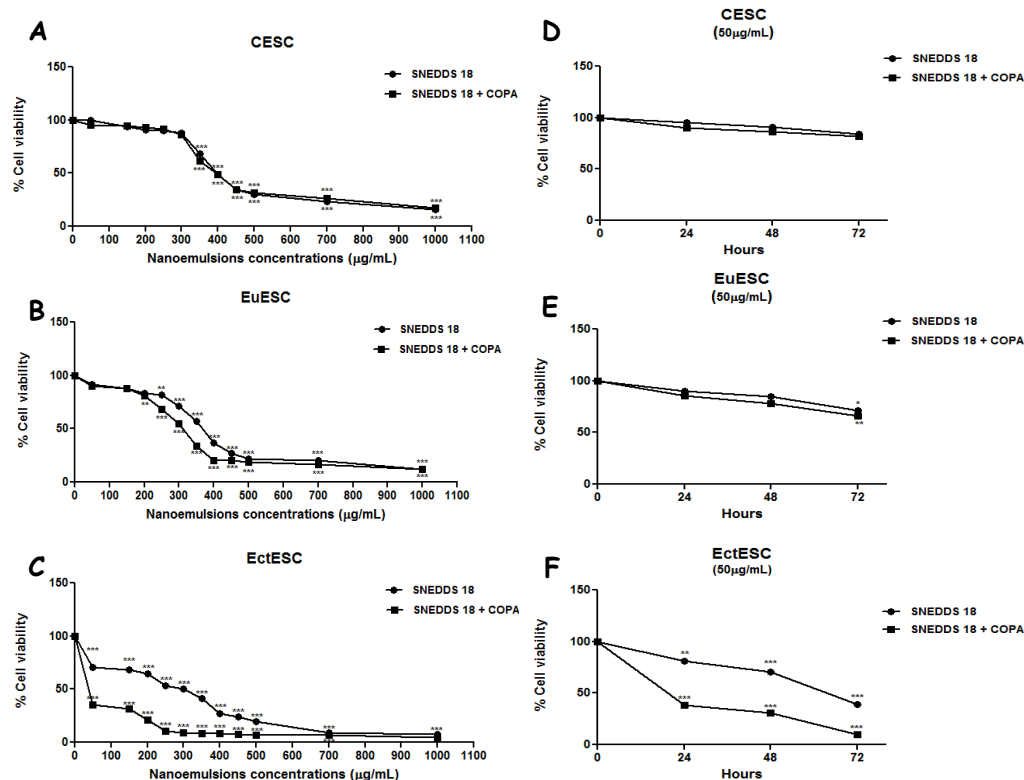 A
CESC
SNEDDS 18
SNEDDS 18 + COPA
% Cell viability
150
100
50
0
*** *** *** *** *** ***
*** *** *** *** *** ***
0 100 200 300 400 500 600 700 800 900 1000 1100
Nanoemulsions concentrations (µg/mL)
D
CESC
(50µg/mL)
SNEDDS 18
SNEDDS 18 + COPA
% Cell viability
150
100
50
0
0 24 48 72
Hours
B
EuESC
SNEDDS 18
SNEDDS 18 + COPA
% Cell viability
150
100
50
0
** *** *** *** *** *** ***
** *** *** *** *** *** *** *** ***
0 100 200 300 400 500 600 700 800 900 1000 1100
Nanoemulsions concentrations (µg/mL)
E
EuESC
(50µg/mL)
SNEDDS 18
SNEDDS 18 + COPA
% Cell viability
150
100
50
0
*
**
0 24 48 72
Hours
C
EctESC
SNEDDS 18
SNEDDS 18 + COPA
% Cell viability
150
100
50
0
*** *** *** *** *** *** *** *** *** *** ***
*** *** *** *** *** *** *** *** *** ***
0 100 200 300 400 500 600 700 800 900 1000 1100
Nanoemulsions concentrations (µg/mL)
F
EctESC
(50µg/mL)
SNEDDS 18
SNEDDS 18 + COPA
% Cell viability
150
100
50
0
** *** ***
*** *** ***
0 24 48 72
Hours